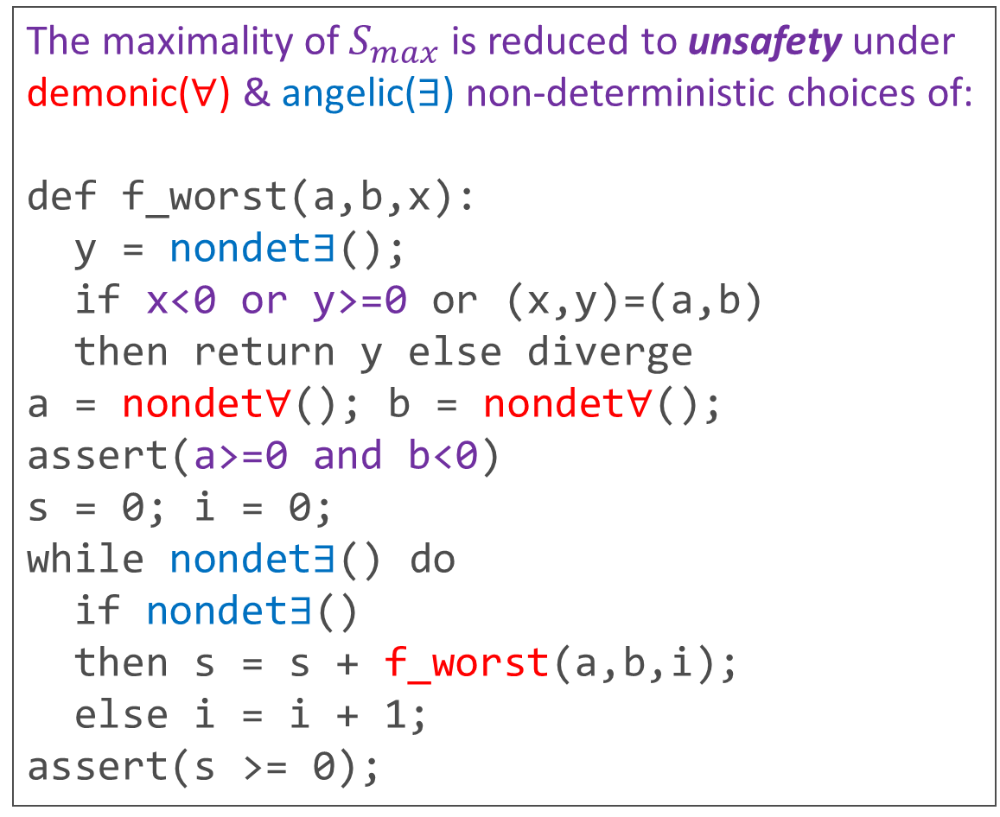 The maximality of S_max is reduced to unsafety under
demonic(∀) & angelic(∃) non-deterministic choices of:
def f_worst(a,b,x):
  y = nondet∃();
  if x<0 or y>=0 or (x,y)=(a,b)
  then return y else diverge
a = nondet∀(); b = nondet∀();
assert(a>=0 and b<0)
s = 0; i = 0;
while nondet∃() do
  if nondet∃()
  then s = s + f_worst(a,b,i);
  else i = i + 1;
assert(s >= 0);